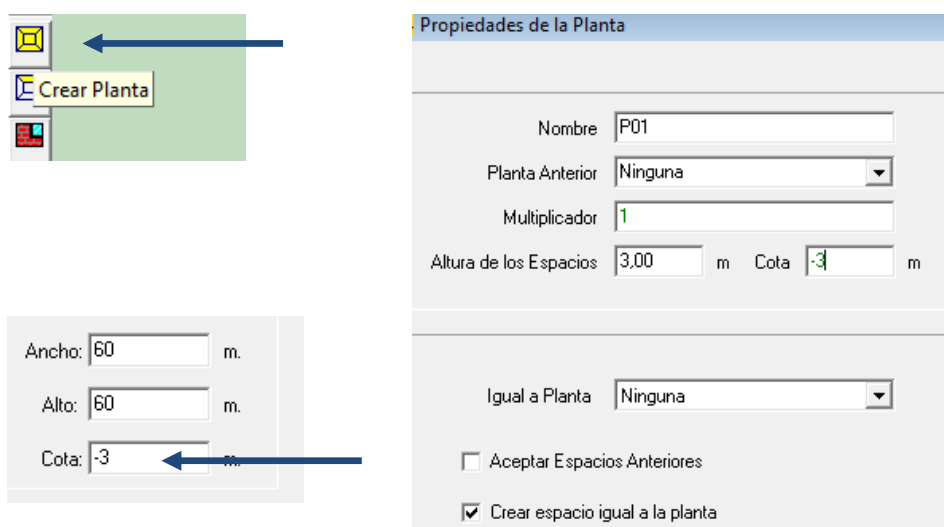 Crear Planta
Propiedades de la Planta
Nombre P01
Planta Anterior Ninguna
Multiplicador 1
Altura de los Espacios 3,00 m Cota -3 m
Ancho: 60 m.
Alto: 60 m.
Cota: -3 m.
Igual a Planta Ninguna
Aceptar Espacios Anteriores
Crear espacio igual a la planta